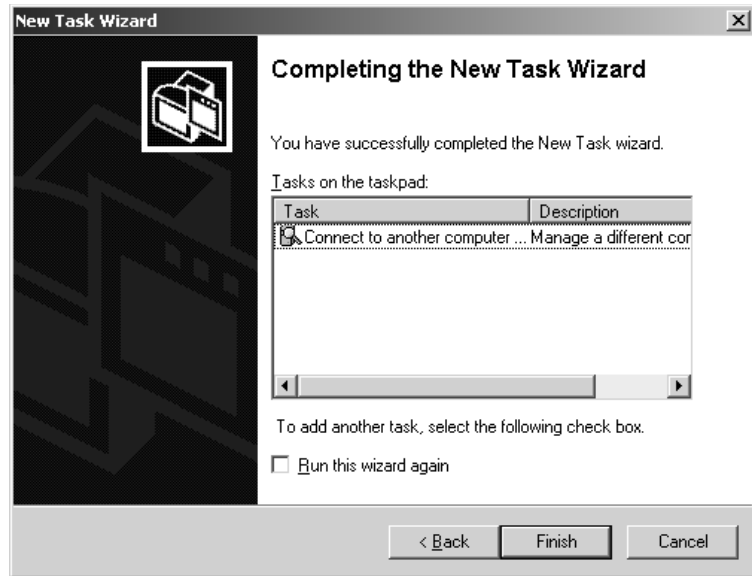 New Task Wizard
Completing the New Task Wizard
You have successfully completed the New Task wizard.
Tasks on the taskpad:
Task Description
Connect to another computer ... Manage a different cor
To add another task, select the following check box.
Run this wizard again
< Back Finish Cancel